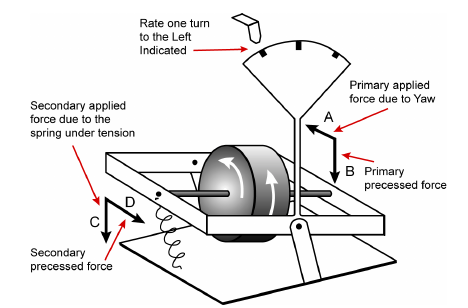 Rate one turn
to the Left
Indicated
Primary applied
force due to Yaw
A
Secondary applied
force due to the
spring under tension
B
Primary
precessed force
D
C
Secondary
precessed force